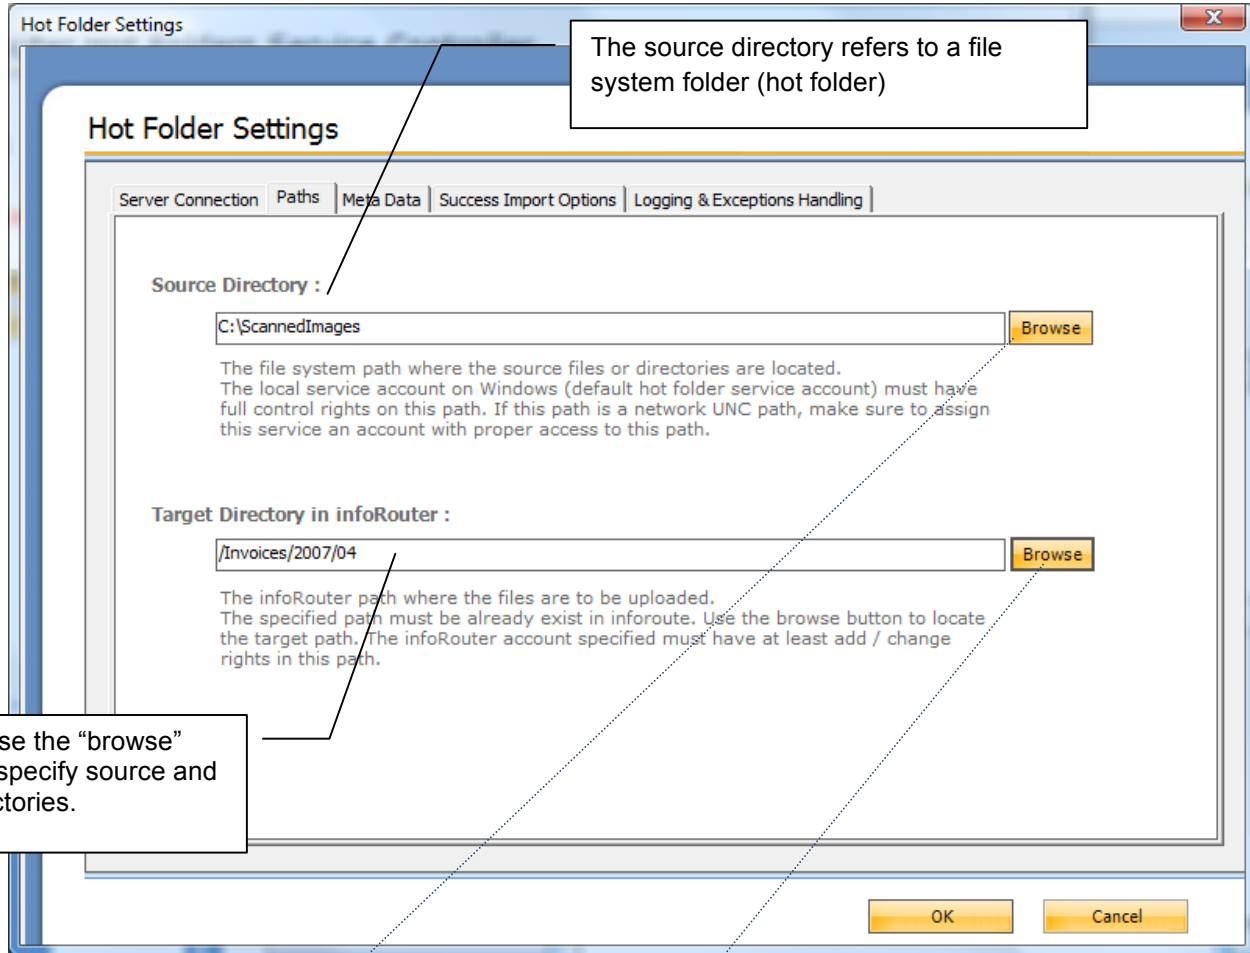 Hot Folder Settings
The source directory refers to a file
system folder (hot folder)
Hot Folder Settings
Server Connection Paths Meta Data Success Import Options Logging & Exceptions Handling
Source Directory :
C:\ScannedImages Browse
The file system path where the source files or directories are located.
The local service account on Windows (default hot folder service account) must have
full control rights on this path. If this path is a network UNC path, make sure to assign
this service an account with proper access to this path.
Target Directory in infoRouter :
/Invoices/2007/04 Browse
The infoRouter path where the files are to be uploaded.
The specified path must be already exist in inforoute. Use the browse button to locate
the target path. The infoRouter account specified must have at least add / change
rights in this path.
se the “browse”
specify source and
ctories.
OK Cancel